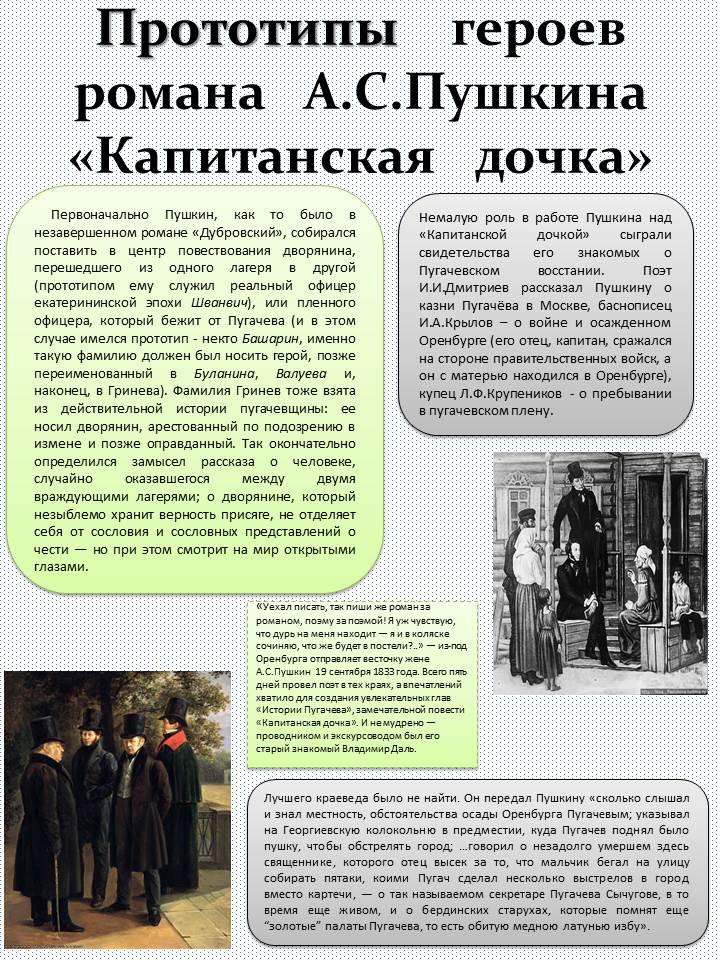 Прототипы героев
романа А.С.Пушкина
«Капитанская дочка»
Первоначально Пушкин, как то было в
незавершенном романе «Дубровский», собирался
поставить в центр повествования дворянина,
перешедшего из одного лагеря в другой
(прототипом ему служил реальный офицер
екатерининской эпохи Шванвич), или пленного
офицера, который бежит от Пугачева (и в этом
случае имелся прототип - некто Башарин, именно
такую фамилию должен был носить герой, позже
переименованный в Буланина, Валуева и,
наконец, в Гринева). Фамилия Гринев тоже взята
из действительной истории пугачевщины: ее
носил дворянин, арестованный по подозрению в
измене и позже оправданный. Так окончательно
определился замысел рассказа о человеке,
случайно оказавшегося между двумя
враждующими лагерями; о дворянине, который
незыблемо хранит верность присяге, не отделяет
себя от сословия и сословных представлений о
чести — но при этом смотрит на мир открытыми
глазами.
Немалую роль в работе Пушкина над
«Капитанской дочкой» сыграли
свидетельства его знакомых о
Пугачевском восстании. Поэт
И.И.Дмитриев рассказал Пушкину о
казни Пугачёва в Москве, баснописец
И.А.Крылов – о войне и осажденном
Оренбурге (его отец, капитан, сражался
на стороне правительственных войск, а
он с матерью находился в Оренбурге),
купец Л.Ф.Крупеников - о пребывании
в пугачевском плену.
«Уехал писать, так пиши же роман за
романом, поэму за поэмой! Я уж чувствую,
что дурь на меня находит — я и в коляске
сочиняю, что же будет в постели?..» — из-под
Оренбурга отправляет весточку жене
А.С.Пушкин 19 сентября 1833 года. Всего пять
дней провел поэт в тех краях, а впечатлений
хватило для создания увлекательных глав
«Истории Пугачева», замечательной повести
«Капитанская дочка». И не мудрено —
проводником и экскурсоводом был его
старый знакомый Владимир Даль.
Лучшего краеведа было не найти. Он передал Пушкину «сколько слышал
и знал местность, обстоятельства осады Оренбурга Пугачевым; указывал
на Георгиевскую колокольню в предместии, куда Пугачев поднял было
пушку, чтобы обстрелять город; …говорил о незадолго умершем здесь
священнике, которого отец высек за то, что мальчик бегал на улицу
собирать пятаки, коими Пугач сделал несколько выстрелов в город
вместо картечи, — о так называемом секретаре Пугачева Сычугове, в то
время еще живом, и о бердинских старухах, которые помнят еще
“золотые” палаты Пугачева, то есть обитую медною латунью избу».